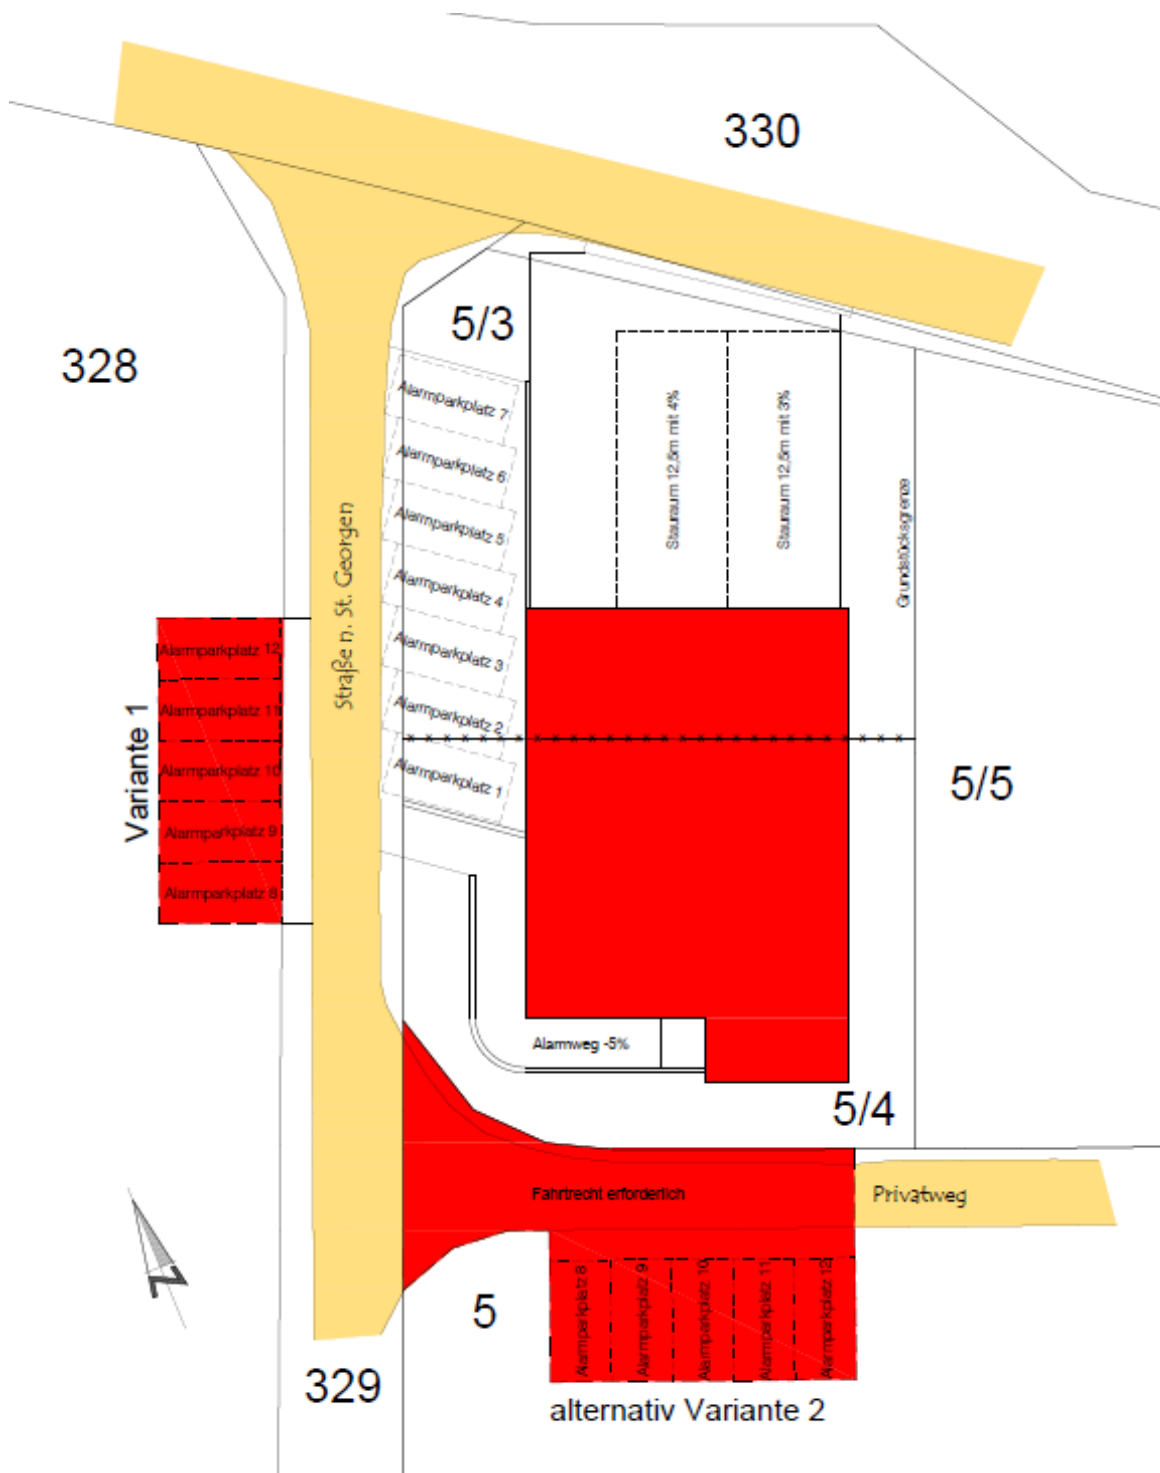 330
5/3
328
Alarmparkplatz 7
Alarmparkplatz 6
Alarmparkplatz 5
Alarmparkplatz 4
Alarmparkplatz 3
Alarmparkplatz 2
Alarmparkplatz 1
Stauraum 12,5m mit 4%
Stauraum 12,5m mit 3%
Grundstücksgrenze
Straße n. St. Georgen
Variante 1
Alarmparkplatz 12
Alarmparkplatz 11
Alarmparkplatz 10
Alarmparkplatz 9
Alarmparkplatz 8
5/5
Alarmweg -5%
5/4
Fahrtrecht erforderlich
Privatweg
N
5
Alarmparkplatz 8
Alarmparkplatz 9
Alarmparkplatz 10
Alarmparkplatz 11
Alarmparkplatz 12
329
alternativ Variante 2